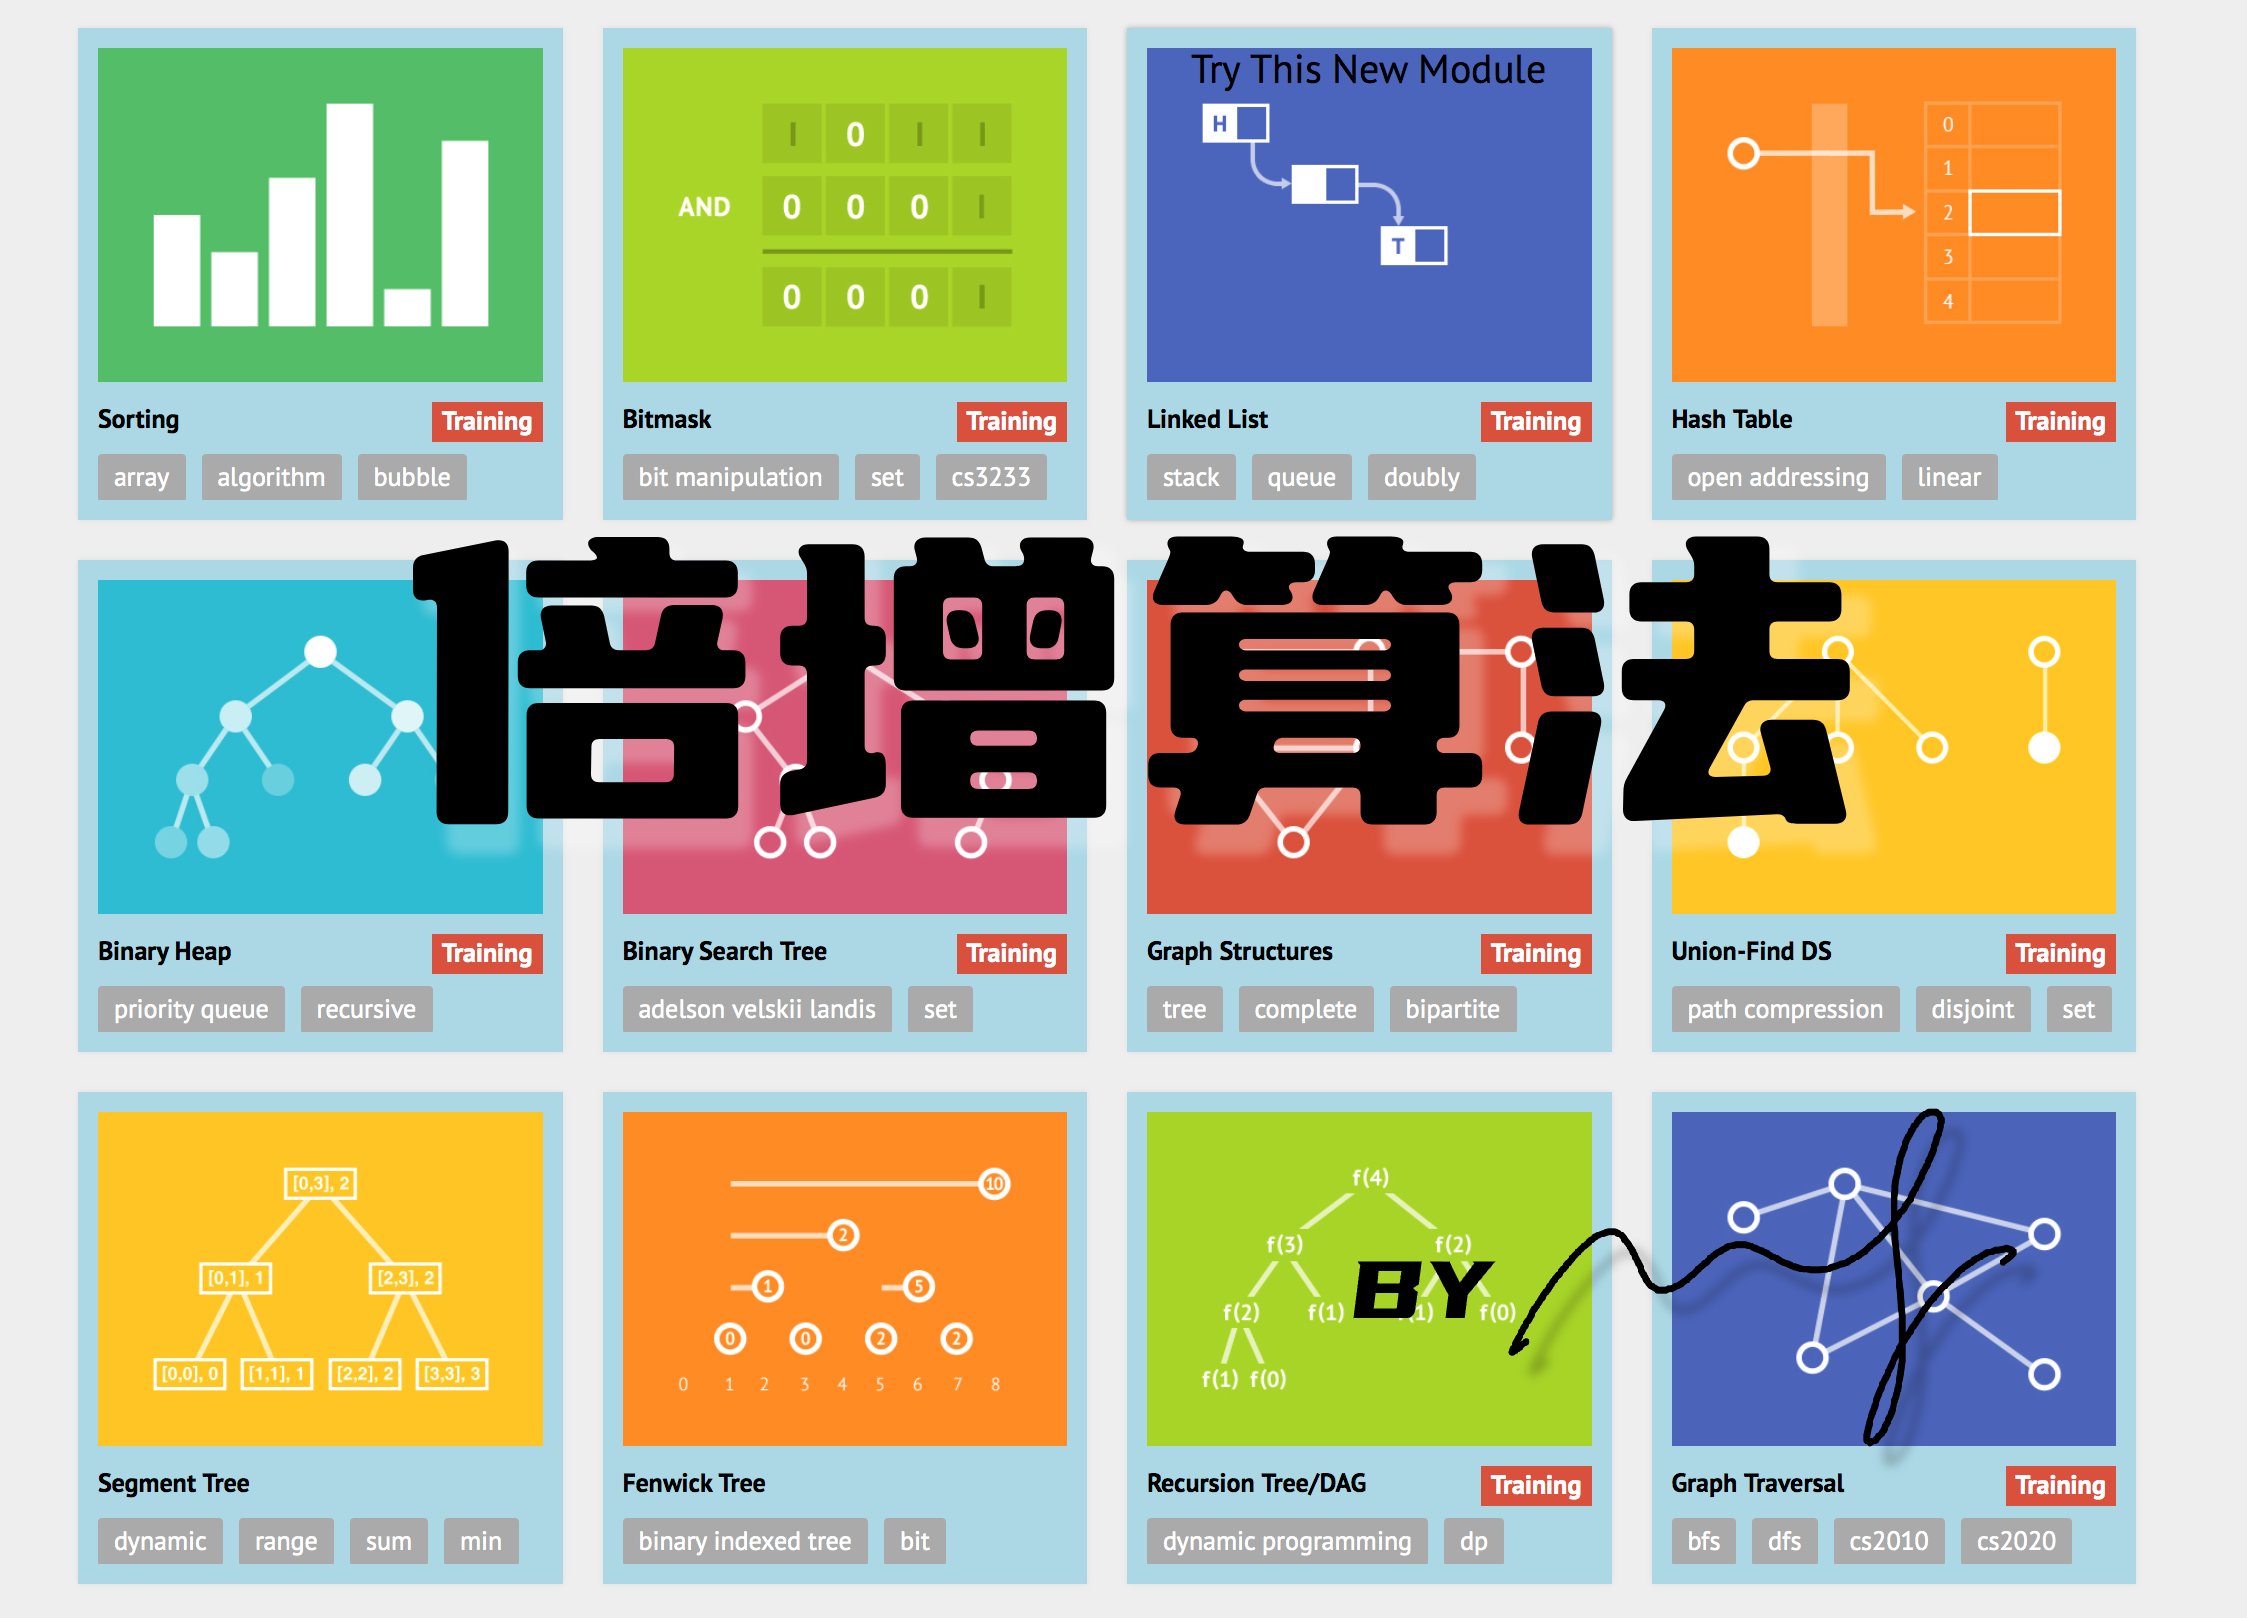 Try This New Module
H
T
1 0 1 1
AND 0 0 0 1
0 0 0 1
0
1
2
3
4
Sorting Training
array algorithm bubble
Bitmask Training
bit manipulation set cs3233
Linked List Training
stack queue doubly
Hash Table Training
open addressing linear
倍增算法
Binary Heap Training
priority queue recursive
Binary Search Tree Training
adelson velskii landis set
Graph Structures Training
tree complete bipartite
Union-Find DS Training
path compression disjoint set
[0,3], 2
[0,1], 1 [2,3], 2
[0,0], 0 [1,1], 1 [2,2], 2 [3,3], 3
10
2
1 5
0 0 2 2
0 1 2 3 4 5 6 7 8
f(4)
f(3) f(2)
f(2) f(1) f(0)
f(1) f(0)
BY
Segment Tree
dynamic range sum min
Fenwick Tree
binary indexed tree bit
Recursion Tree/DAG Training
dynamic programming dp
Graph Traversal Training
bfs dfs cs2010 cs2020